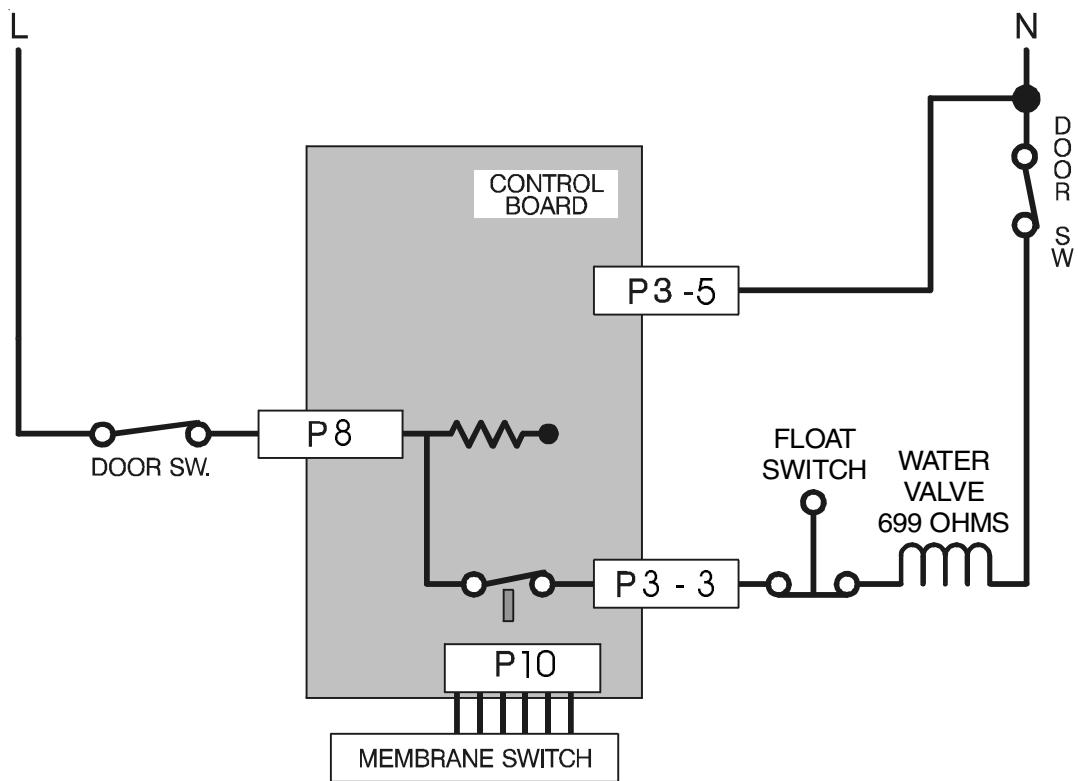 L
N
DOOR SW
CONTROL
BOARD
P3 -5
P8
DOOR SW.
FLOAT
SWITCH
WATER
VALVE
699 OHMS
P3 - 3
P10
MEMBRANE SWITCH